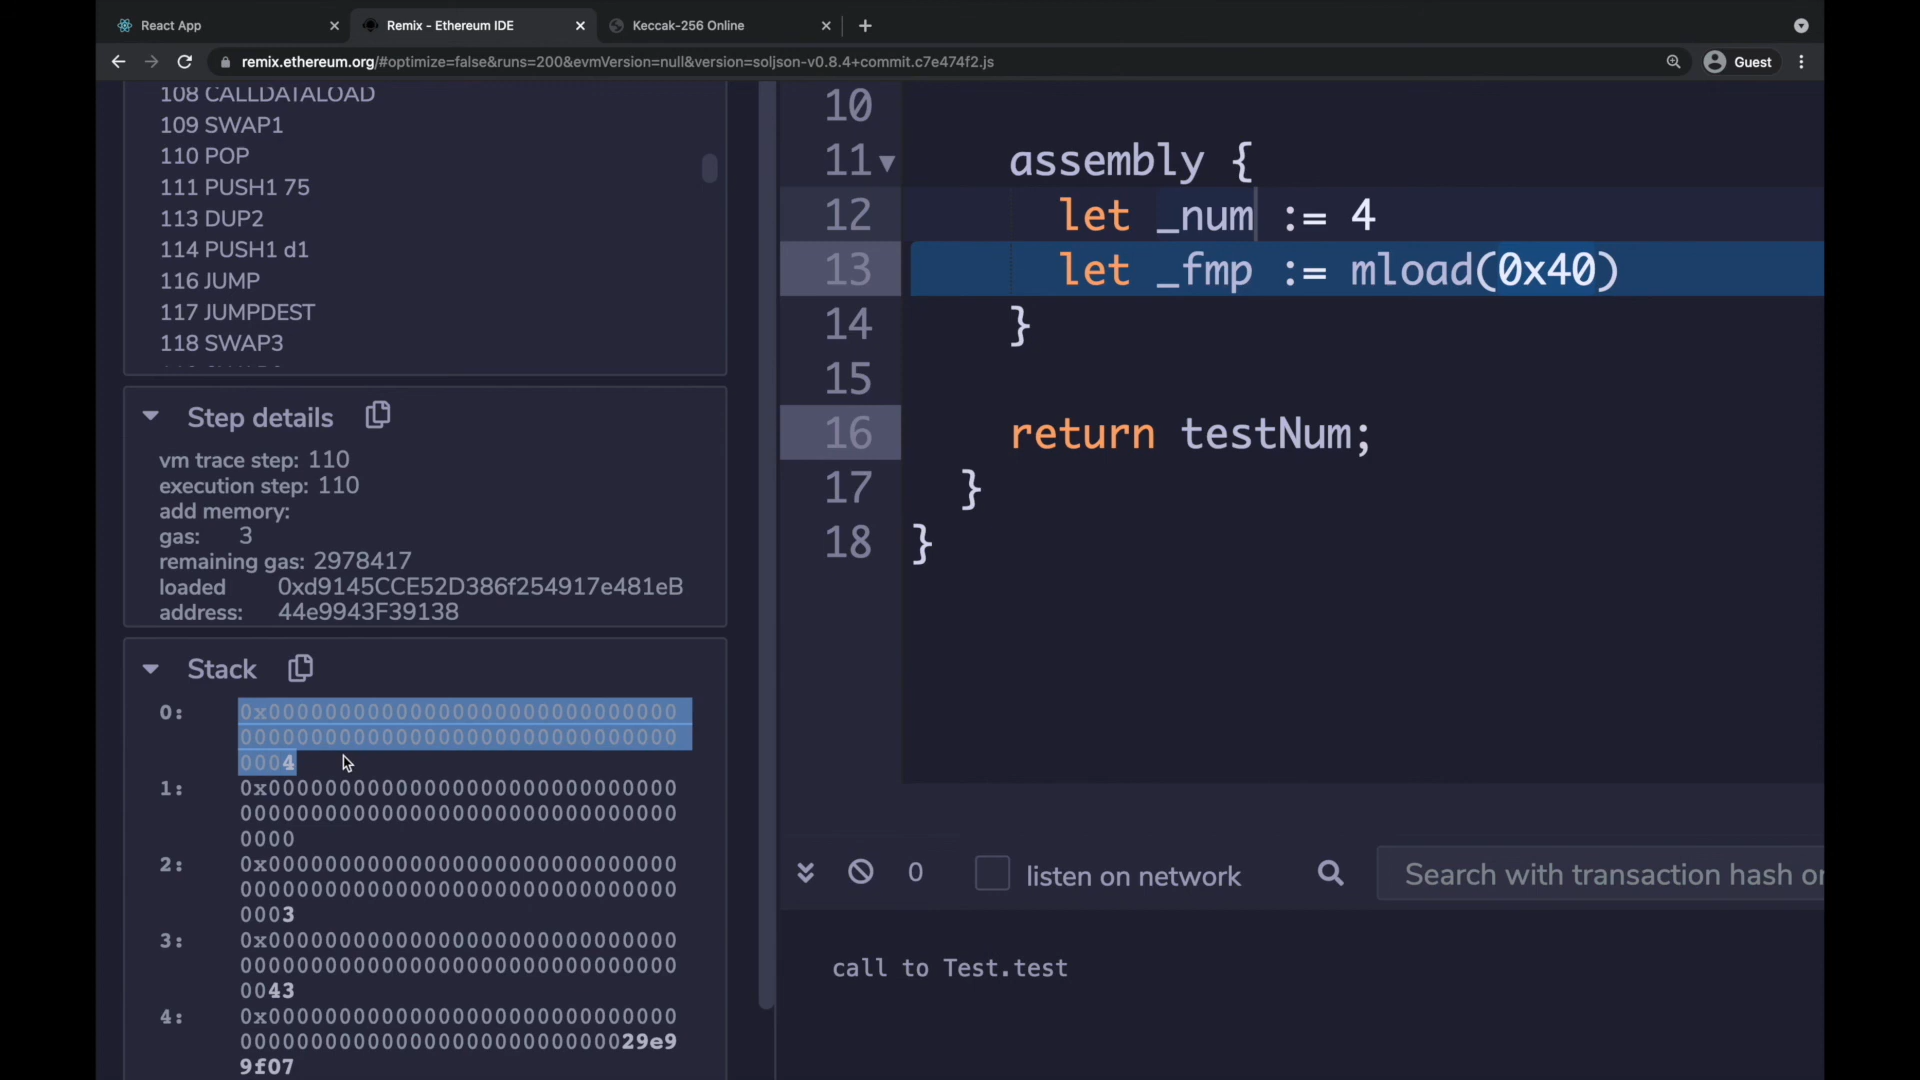 React App
Remix - Ethereum IDE
Keccak-256 Online
remix.ethereum.org/#optimize=false&runs=200&evmVersion=null&version=soljson-v0.8.4+commit.c7e474f2.js
Guest
108 CALLDATALOAD
109 SWAP1
110 POP
111 PUSH1 75
113 DUP2
114 PUSH1 d1
116 JUMP
117 JUMPDEST
118 SWAP3
Step details
vm trace step: 110
execution step: 110
add memory:
gas: 3
remaining gas: 2978417
loaded 0xd9145CCE52D386f254917e481eB
address: 44e9943F39138
Stack
0: 0x00000000000000000000000000000
0000000000000000000000000000000
0004
1: 0x00000000000000000000000000000
0000000000000000000000000000000
0000
2: 0x00000000000000000000000000000
0000000000000000000000000000000
0003
3: 0x00000000000000000000000000000
0000000000000000000000000000000
0043
4: 0x00000000000000000000000000000
00000000000000000000000000029e9
9f07
10
11 assembly {
12 let _num := 4
13 let _fmp := mload(0x40)
14 }
15
16 return testNum;
17 }
18 }
0
listen on network
Search with transaction hash or
call to Test.test